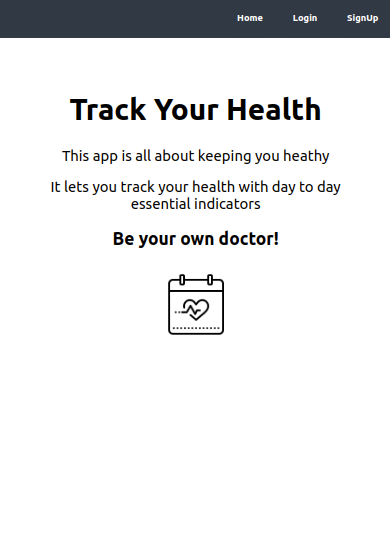 Home Login SignUp
Track Your Health
This app is all about keeping you heathy
It lets you track your health with day to day
essential indicators
Be your own doctor!